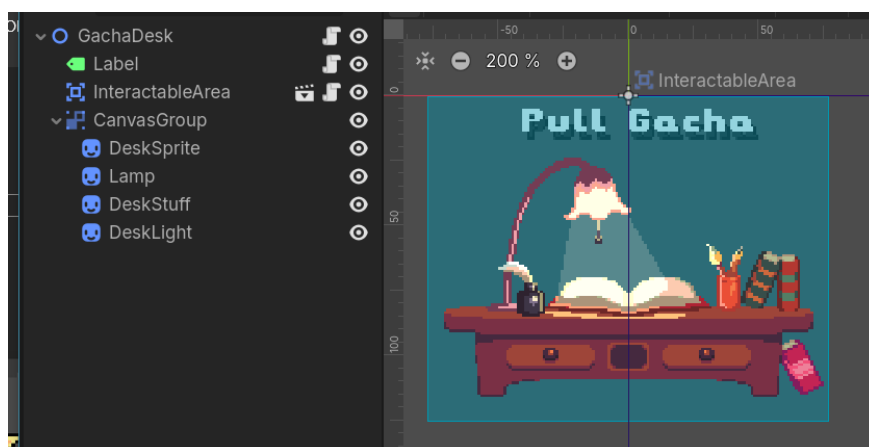 GachaDesk
Label
InteractableArea
CanvasGroup
DeskSprite
Lamp
DeskStuff
DeskLight
-50
0
50
200 %
InteractableArea
0
Pull Gacha
50
100